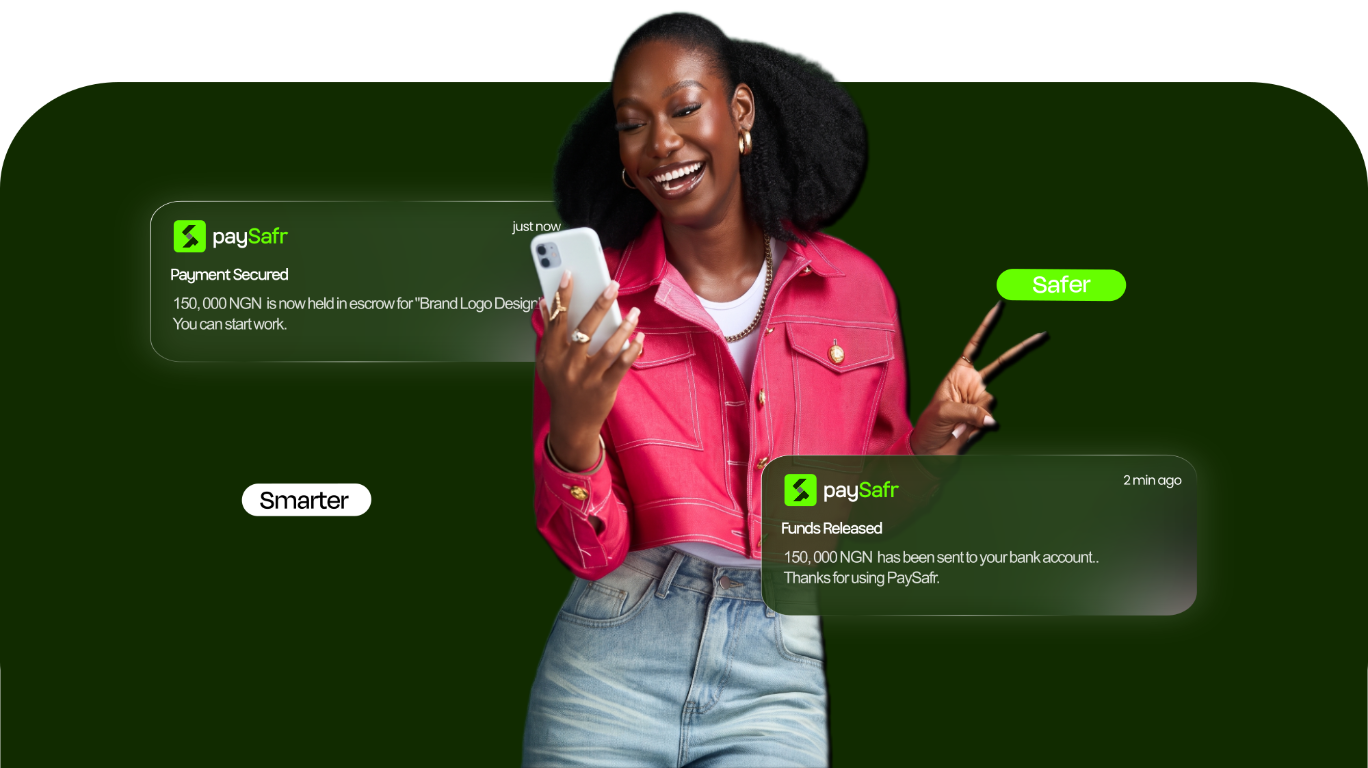 paySafr
just now
Payment Secured
150, 000 NGN is now held in escrow for "Brand Logo Design"
You can start work.
Safer
Smarter
paySafr
2 min ago
Funds Released
150, 000 NGN has been sent to your bank account..
Thanks for using PaySafr.